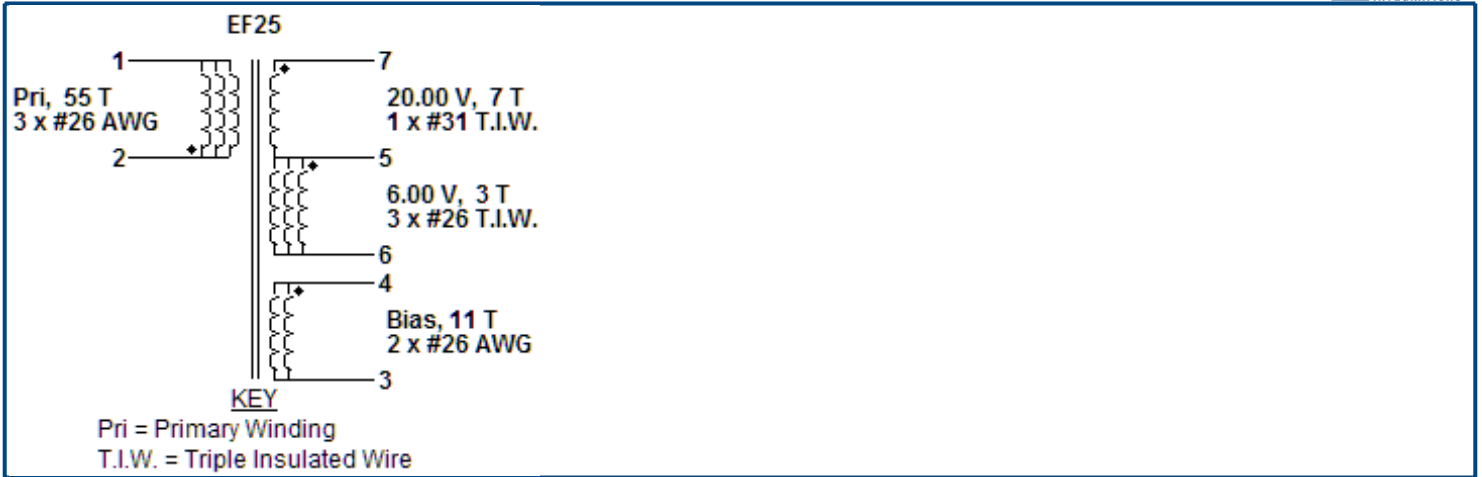 EF25
1
7
Pri, 55 T
3 x #26 AWG
20.00 V, 7 T
1 x #31 T.I.W.
2
5
6.00 V, 3 T
3 x #26 T.I.W.
6
4
Bias, 11 T
2 x #26 AWG
3
KEY
Pri = Primary Winding
T.I.W. = Triple Insulated Wire